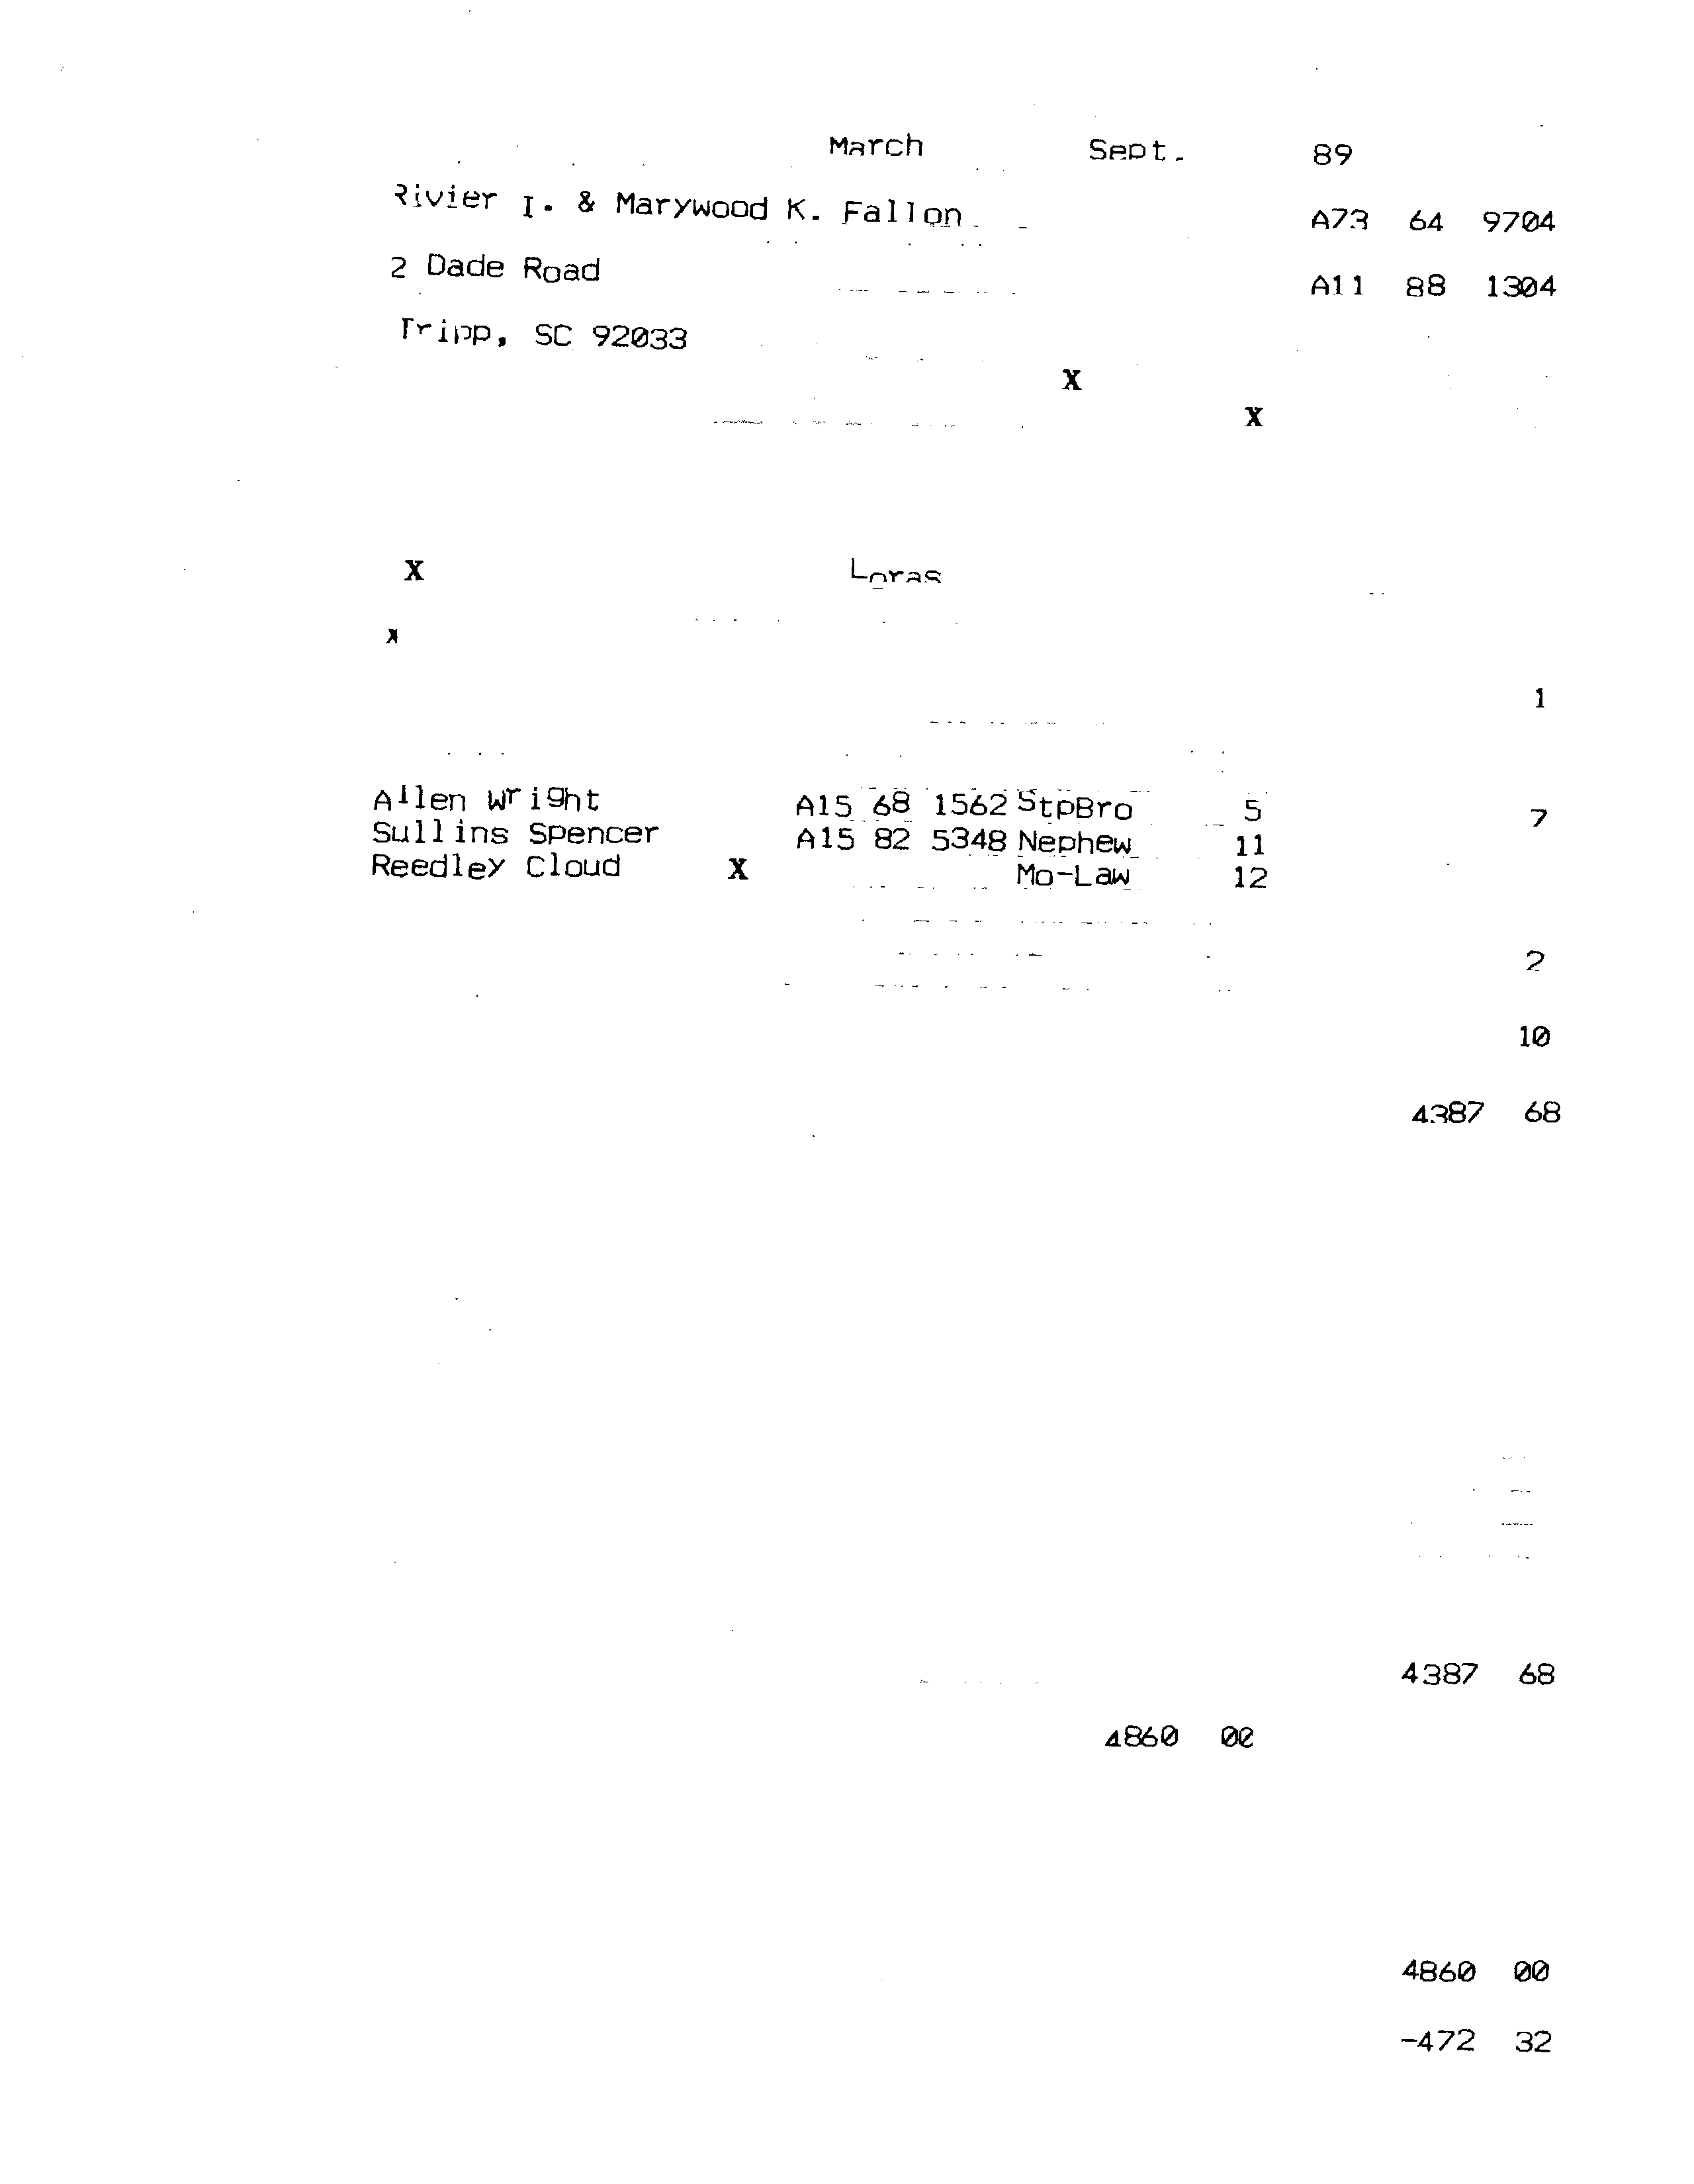 March Sept. 89
Rivier I. & Marywood K. Fallon
A73 64 9704
2 Dade Road
A11 88 1304
Tripp, SC 92033
X
X
X Loras
X
1
Allen Wright A15 68 1562 StpBro 5 7
Sullins Spencer A15 82 5348 Nephew 11
Reedley Cloud X Mo-Law 12
2
10
4387 68
4387 68
4860 00
4860 00
-472 32